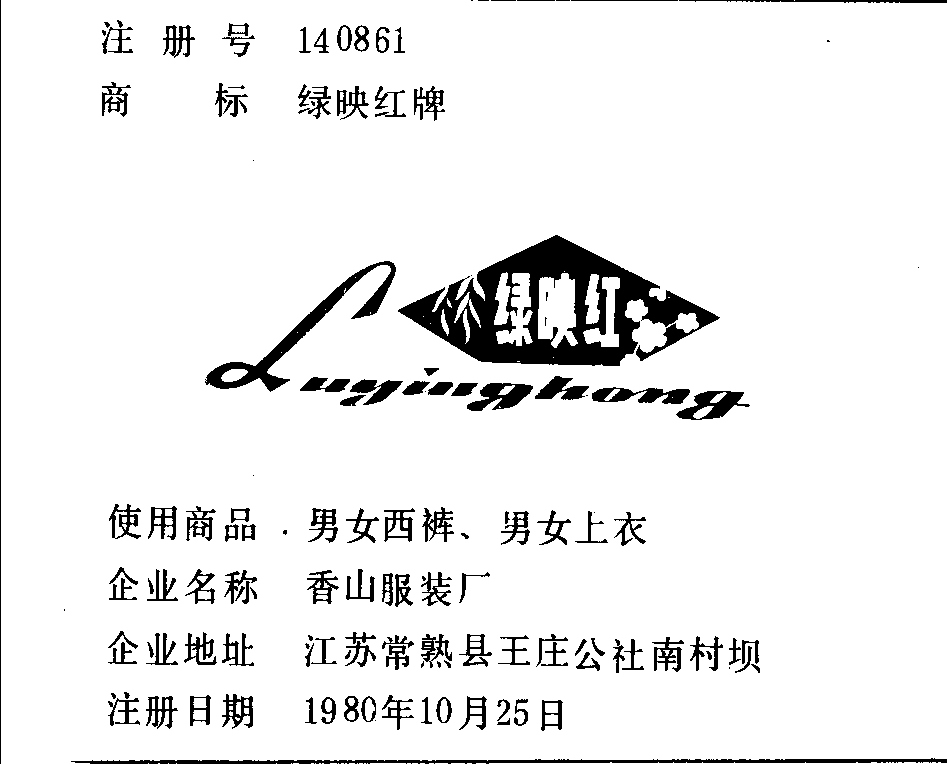 注册号 140861
商标 绿映红牌
绿映红
Luyinghong
使用商品 男女西裤、男女上衣
企业名称 香山服装厂
企业地址 江苏常熟县王庄公社南村坝
注册日期 1980年10月25日